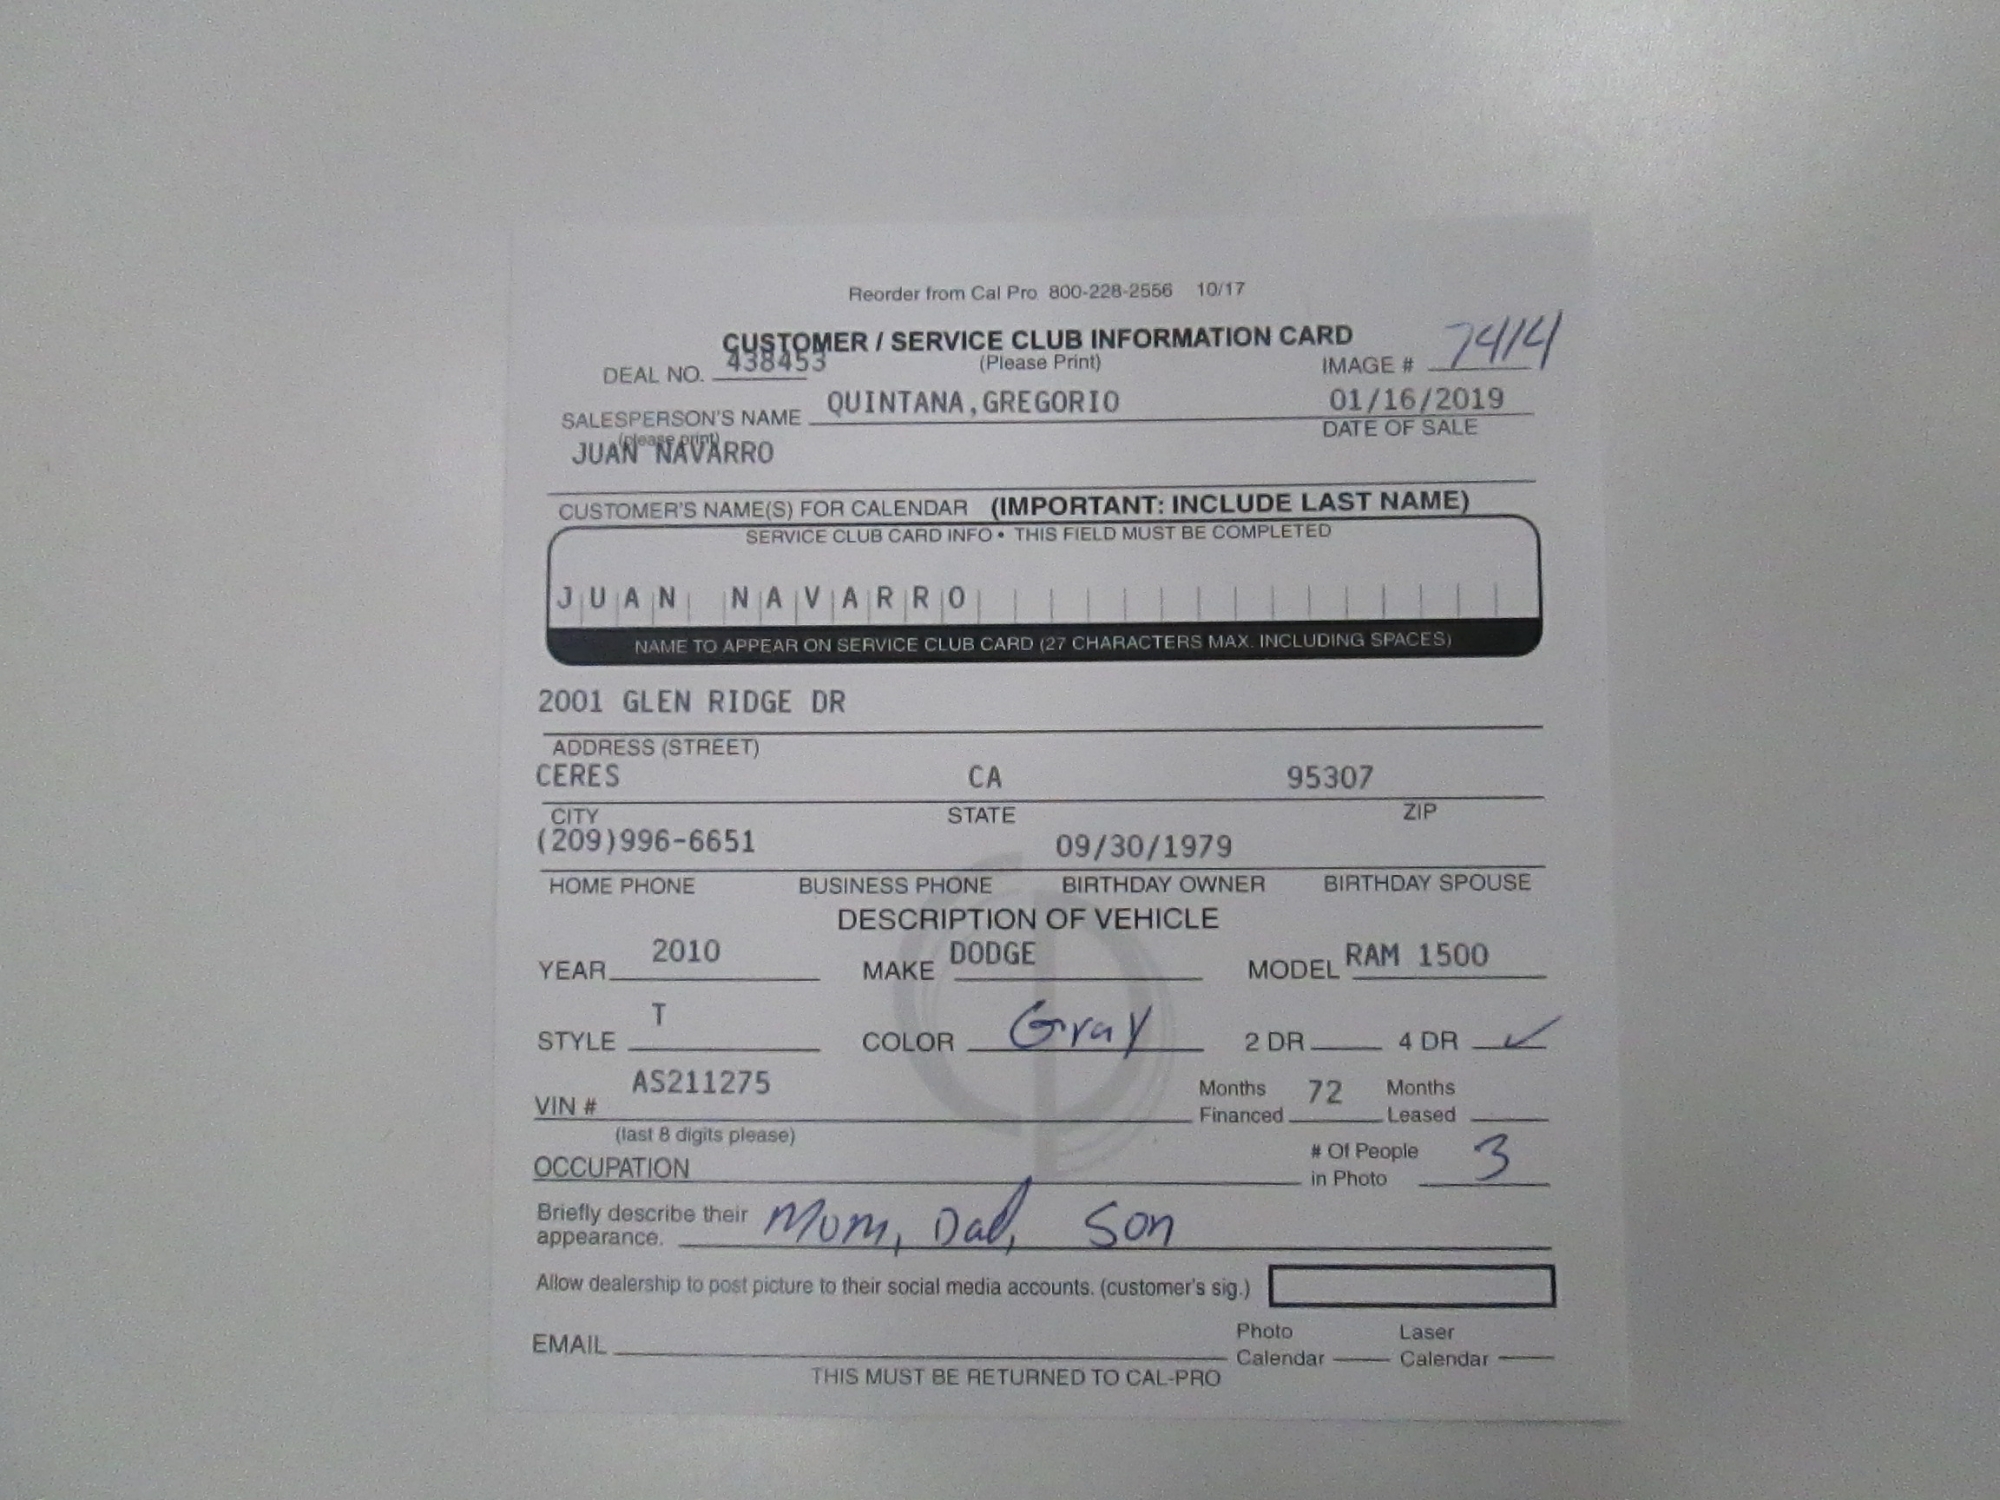 Reorder from Cal Pro 800-228-2556 10/17
CUSTOMER / SERVICE CLUB INFORMATION CARD
DEAL NO. 438453 (Please Print) IMAGE # 7414
SALESPERSON'S NAME QUINTANA,GREGORIO 01/16/2019
(please print) DATE OF SALE
JUAN NAVARRO
CUSTOMER'S NAME(S) FOR CALENDAR (IMPORTANT: INCLUDE LAST NAME)
SERVICE CLUB CARD INFO • THIS FIELD MUST BE COMPLETED
JUAN NAVARRO
NAME TO APPEAR ON SERVICE CLUB CARD (27 CHARACTERS MAX. INCLUDING SPACES)
2001 GLEN RIDGE DR
ADDRESS (STREET)
CERES CA 95307
CITY STATE ZIP
(209)996-6651 09/30/1979
HOME PHONE BUSINESS PHONE BIRTHDAY OWNER BIRTHDAY SPOUSE
DESCRIPTION OF VEHICLE
YEAR 2010 MAKE DODGE MODEL RAM 1500
STYLE T COLOR Gray 2 DR 4 DR ✓
VIN # AS211275 Months Financed 72 Months Leased
(last 8 digits please)
OCCUPATION # Of People in Photo 3
Briefly describe their appearance. Mom, Dad, Son
Allow dealership to post picture to their social media accounts. (customer's sig.)
EMAIL Photo Calendar Laser Calendar
THIS MUST BE RETURNED TO CAL-PRO